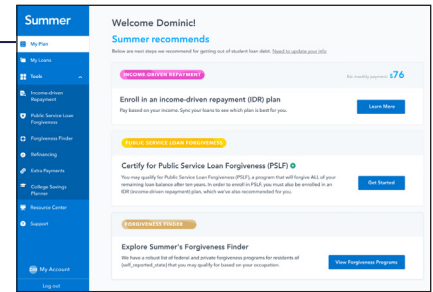 Summer
My Plan
My Loans
Tools
Income-driven
Repayment
Public Service Loan
Forgiveness
Forgiveness Finder
Refinancing
Extra Payments
College Savings
Planner
Resource Center
Support
My Account
Log out
Welcome Dominic!
Summer recommends
Below are next steps we recommend for getting out of student loan debt. Need to update your info
INCOME-DRIVEN REPAYMENT
Est. monthly payment: $76
Enroll in an income-driven repayment (IDR) plan
Pay based on your income. Sync your loans to see which plan is best for you.
Learn More
PUBLIC SERVICE LOAN FORGIVENESS
Certify for Public Service Loan Forgiveness (PSLF)
You may qualify for Public Service Loan Forgiveness (PSLF), a program that will forgive ALL of your
remaining loan balance after ten years. In order to enroll in PSLF, you must also be enrolled in an
IDR (income-driven repayment) plan, which we've also recommended for you.
Get Started
FORGIVENESS FINDER
Explore Summer's Forgiveness Finder
We have a robust list of federal and private forgiveness programs for residents of
{self_reported_state} that you may qualify for based on your occupation.
View Forgiveness Programs